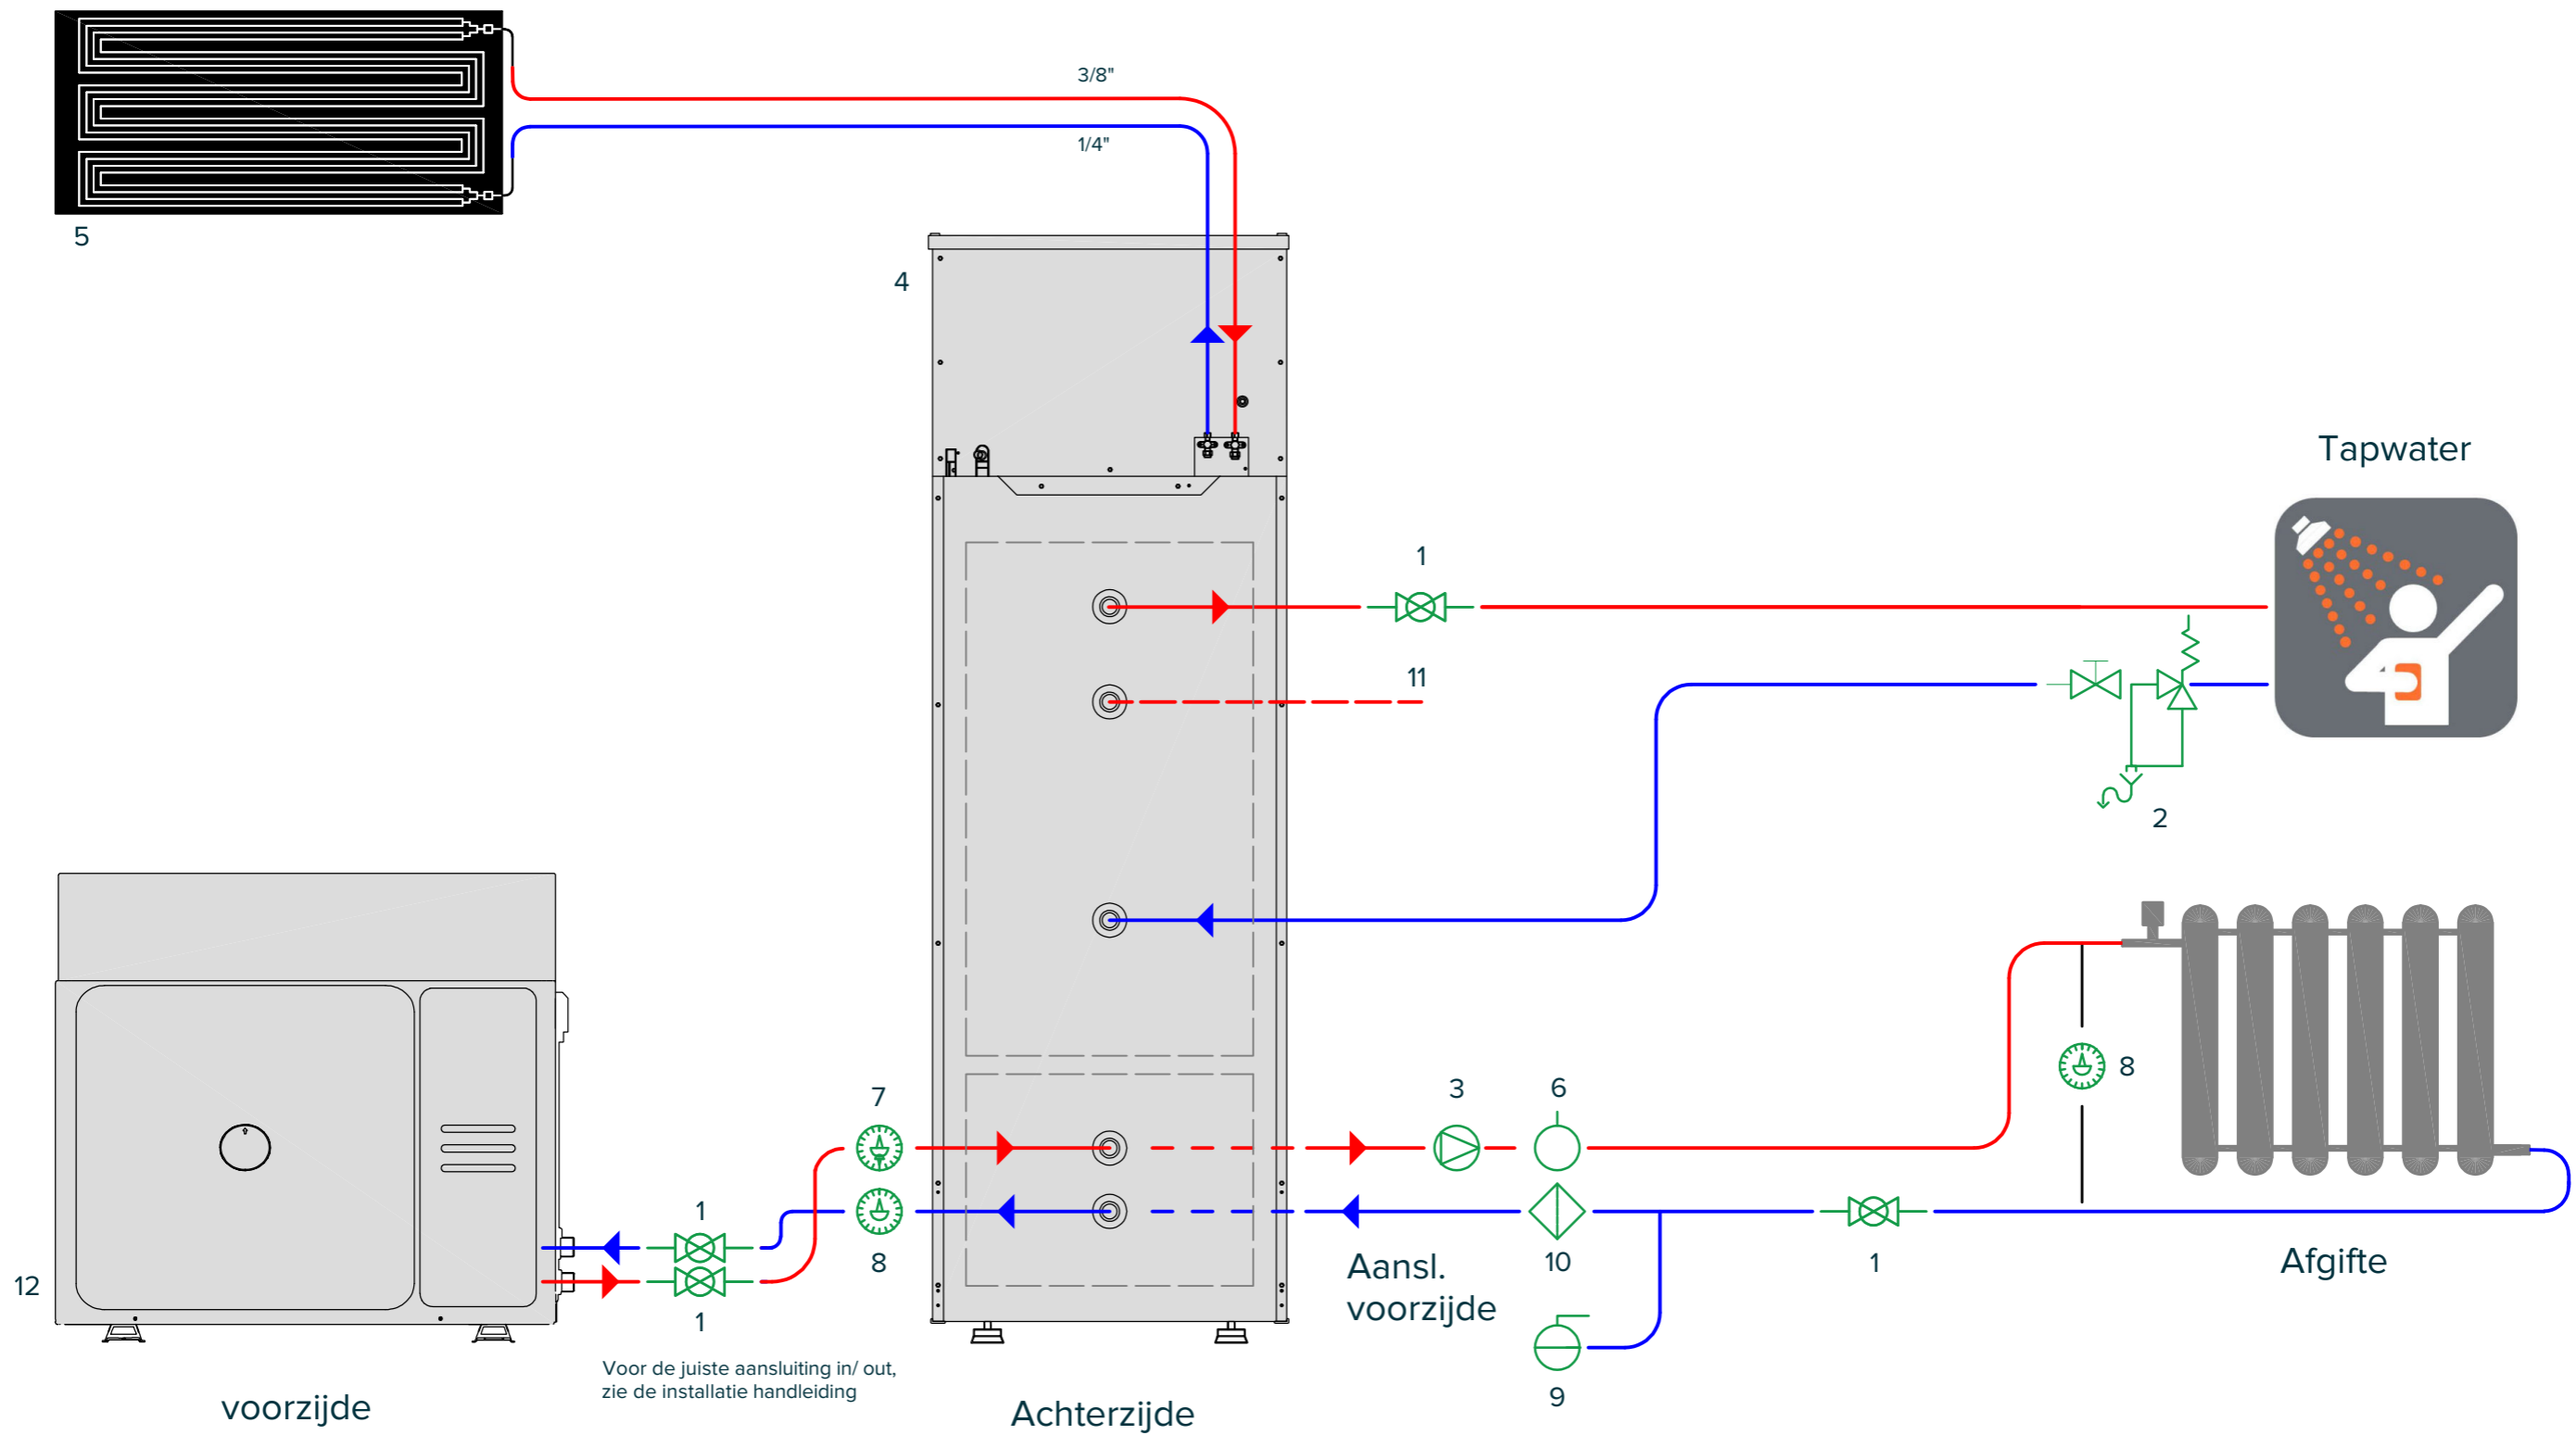 3/8"
1/4"
5
4
Tapwater
1
11
2
7
3
6
8
1
8
12
1
10
1
Aansl.
voorzijde
Afgifte
9
Voor de juiste aansluiting in/ out,
zie de installatie handleiding
voorzijde
Achterzijde